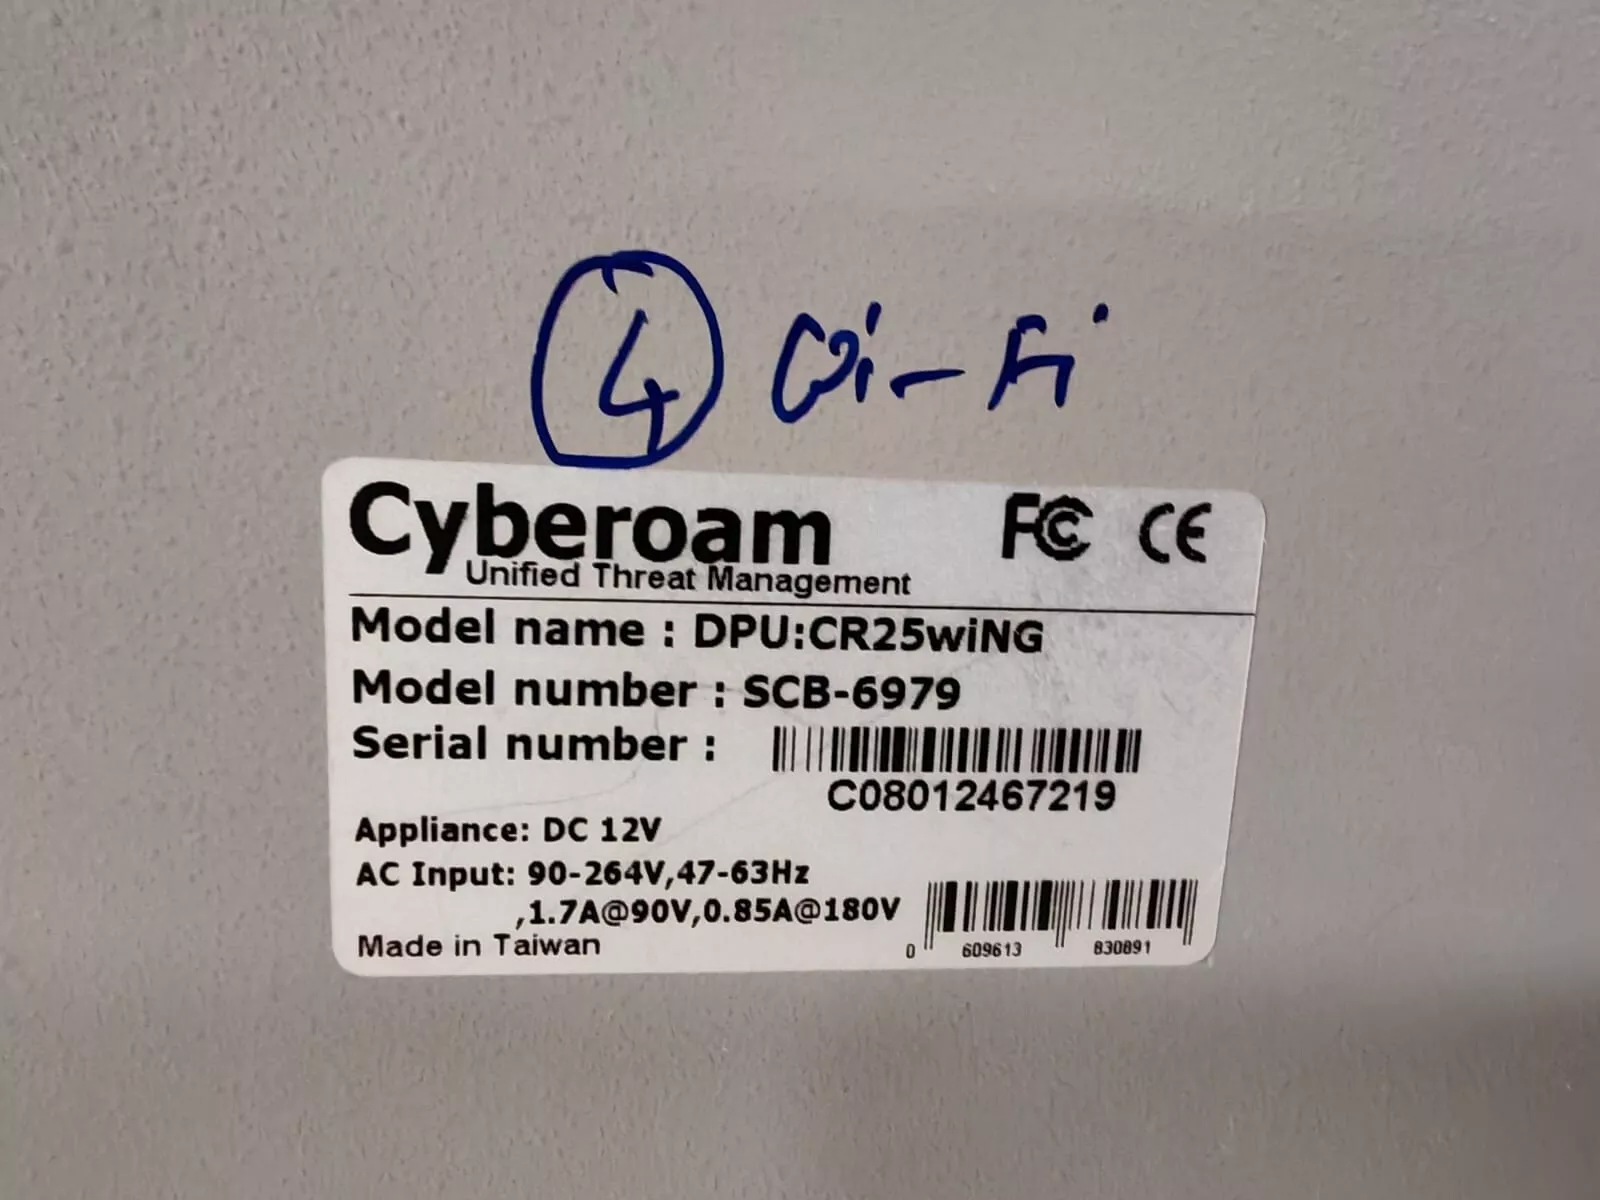 4 Wi-Fi
Cyberoam FC CE
Unified Threat Management
Model name : DPU:CR25wiNG
Model number : SCB-6979
Serial number :
C08012467219
Appliance: DC 12V
AC Input: 90-264V,47-63Hz
,1.7A@90V,0.85A@180V
Made in Taiwan
0 609613 830891